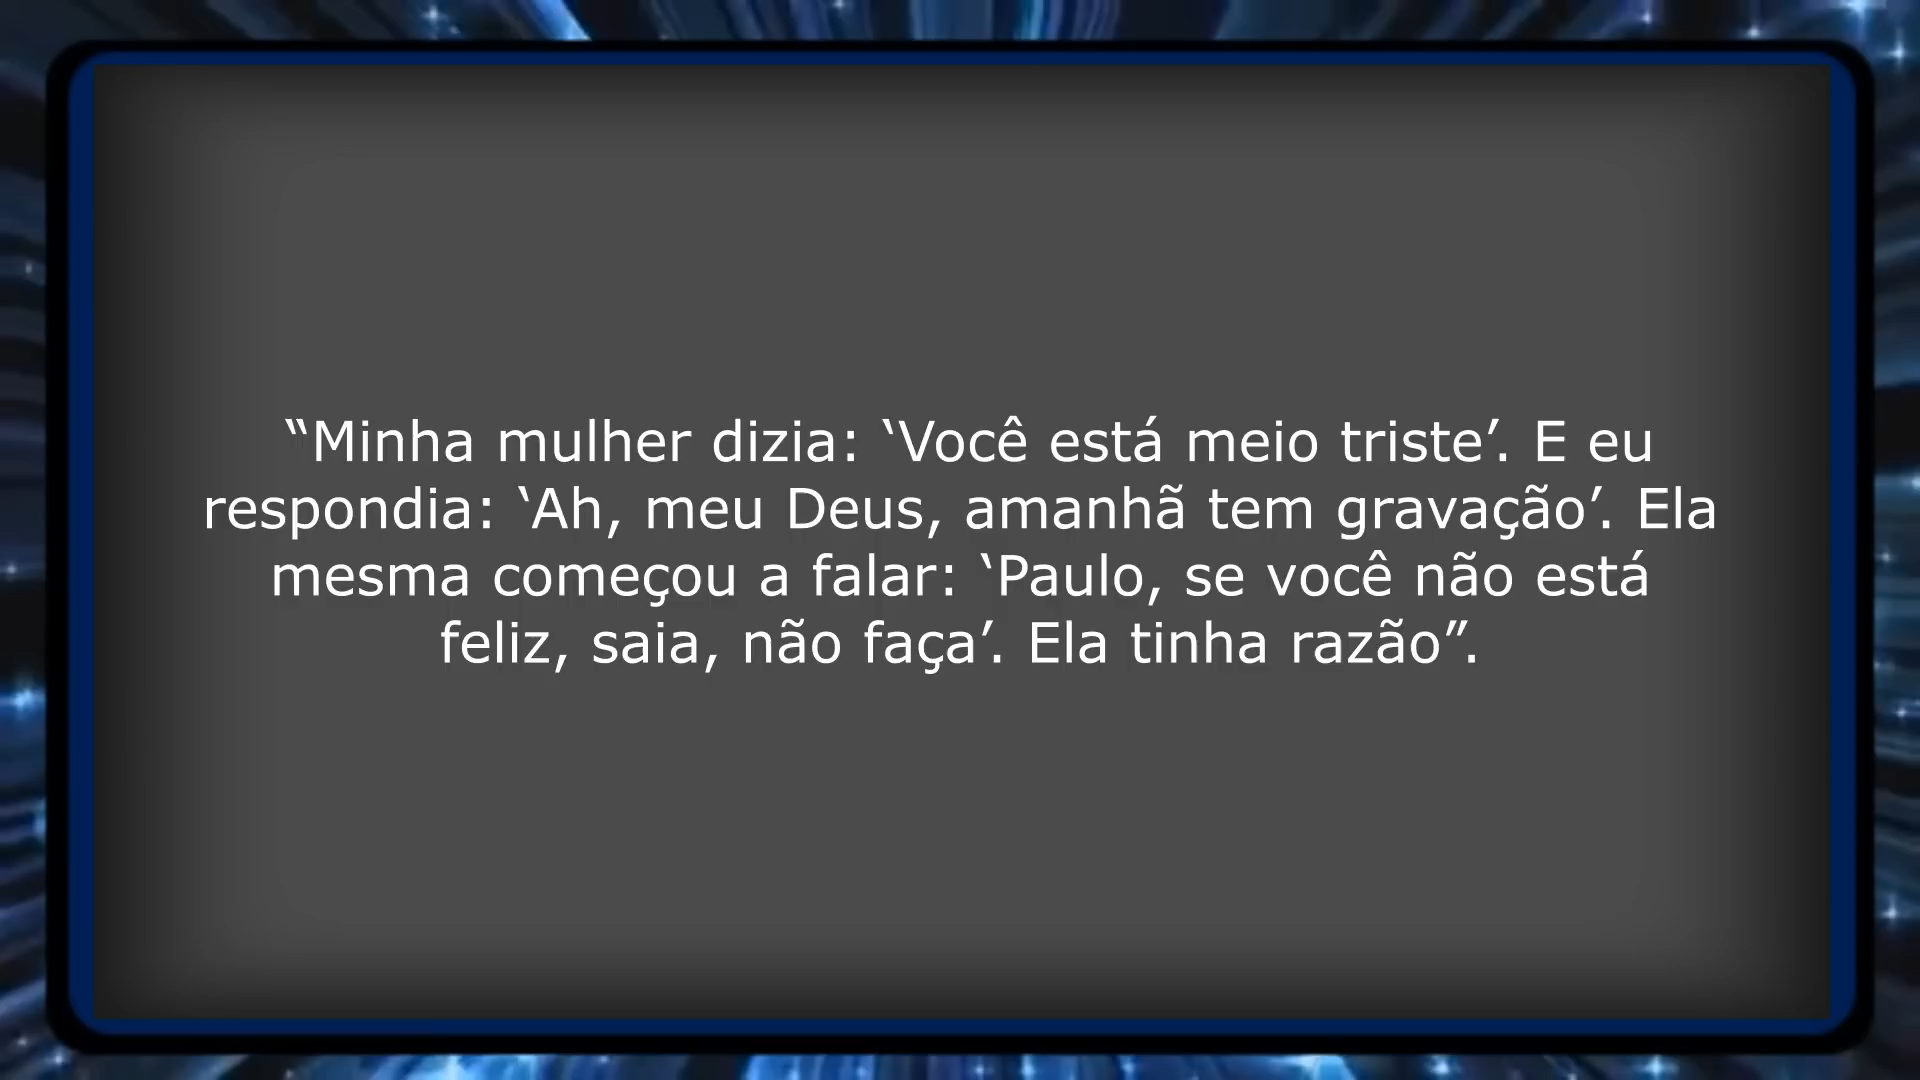 “Minha mulher dizia: ‘Você está meio triste’. E eu
respondia: ‘Ah, meu Deus, amanhã tem gravação’. Ela
mesma começou a falar: ‘Paulo, se você não está
feliz, saia, não faça’. Ela tinha razão”.